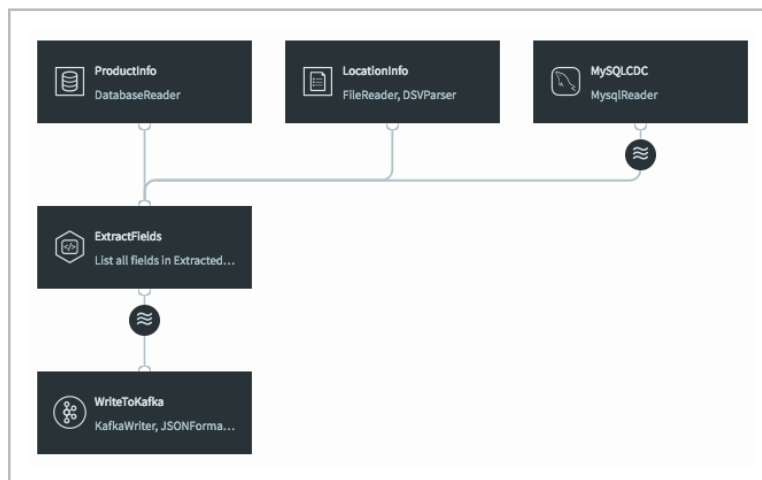 ProductInfo
DatabaseReader
LocationInfo
FileReader, DSVParser
MySQLCDC
MysqlReader
ExtractFields
List all fields in Extracted...
WriteToKafka
KafkaWriter, JSONForma...